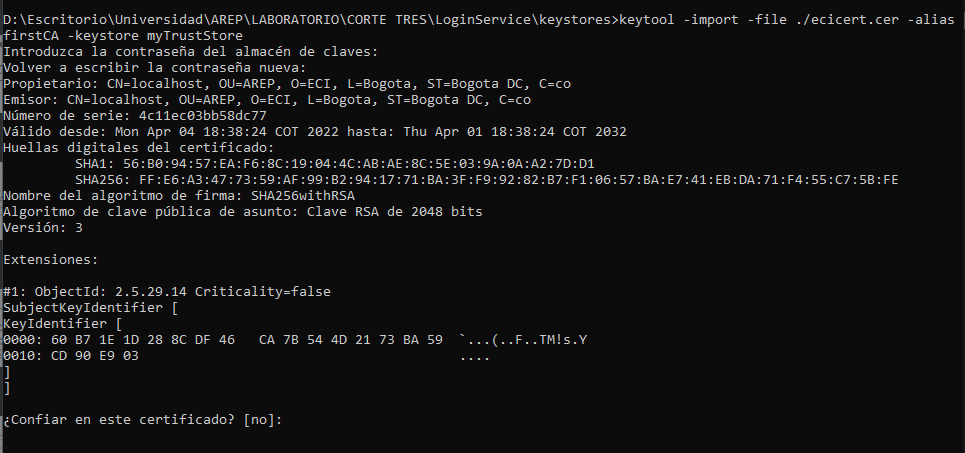 D:\Escritorio\Universidad\AREP\LABORATORIO\CORTE TRES\LoginService\keystores>keytool -import -file ./ecicert.cer -alias
firstCA -keystore myTrustStore
Introduzca la contraseña del almacén de claves:
Volver a escribir la contraseña nueva:
Propietario: CN=localhost, OU=AREP, O=ECI, L=Bogota, ST=Bogota DC, C=co
Emisor: CN=localhost, OU=AREP, O=ECI, L=Bogota, ST=Bogota DC, C=co
Número de serie: 4c11ec03bb58dc77
Válido desde: Mon Apr 04 18:38:24 COT 2022 hasta: Thu Apr 01 18:38:24 COT 2032
Huellas digitales del certificado:
         SHA1: 56:B0:94:57:EA:F6:8C:19:04:4C:AB:AE:8C:5E:03:9A:0A:A2:7D:D1
         SHA256: FF:E6:A3:47:73:59:AF:99:B2:94:17:71:BA:3F:F9:92:82:B7:F1:06:57:BA:E7:41:EB:DA:71:F4:55:C7:5B:FE
Nombre del algoritmo de firma: SHA256withRSA
Algoritmo de clave pública de asunto: Clave RSA de 2048 bits
Versión: 3

Extensiones:

#1: ObjectId: 2.5.29.14 Criticality=false
SubjectKeyIdentifier [
KeyIdentifier [
0000: 60 B7 1E 1D 28 8C DF 46   CA 7B 54 4D 21 73 BA 59  `...(..F..TM!s.Y
0010: CD 90 E9 03                                        ....
]
]

¿Confiar en este certificado? [no]: